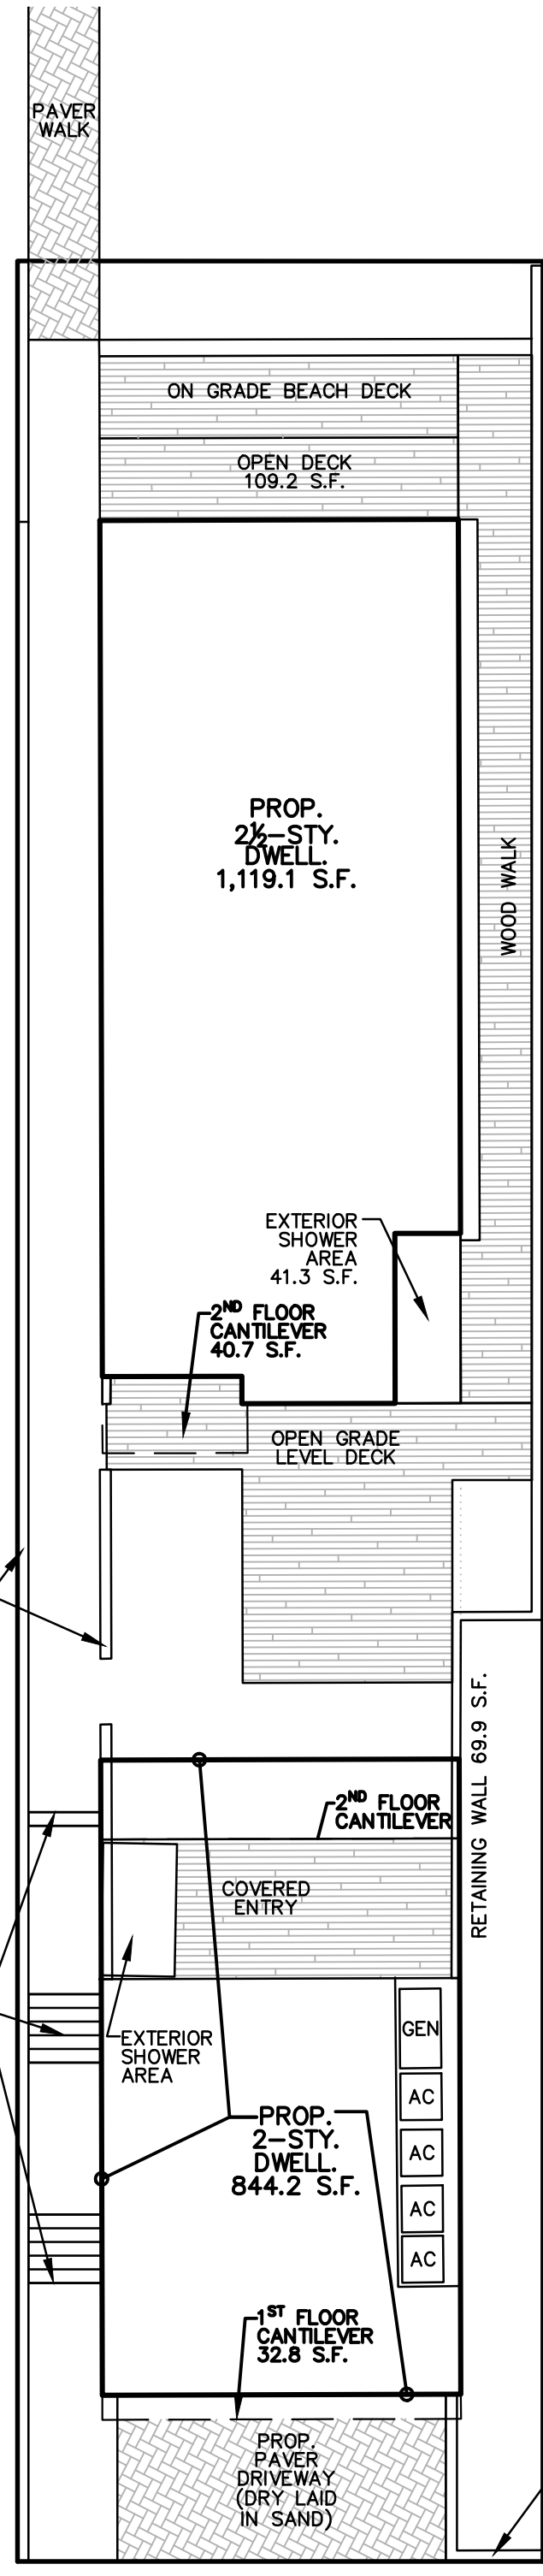 PAVER
WALK
ON GRADE BEACH DECK
OPEN DECK
109.2 S.F.
PROP.
2½-STY.
DWELL.
1,119.1 S.F.
WOOD WALK
EXTERIOR
SHOWER
AREA
41.3 S.F.
2ND FLOOR
CANTILEVER
40.7 S.F.
OPEN GRADE
LEVEL DECK
RETAINING WALL 69.9 S.F.
2ND FLOOR
CANTILEVER
COVERED
ENTRY
GEN
EXTERIOR
SHOWER
AREA
AC
AC
AC
AC
PROP.
2-STY.
DWELL.
844.2 S.F.
1ST FLOOR
CANTILEVER
32.8 S.F.
PROP.
PAVER
DRIVEWAY
(DRY LAID
IN SAND)